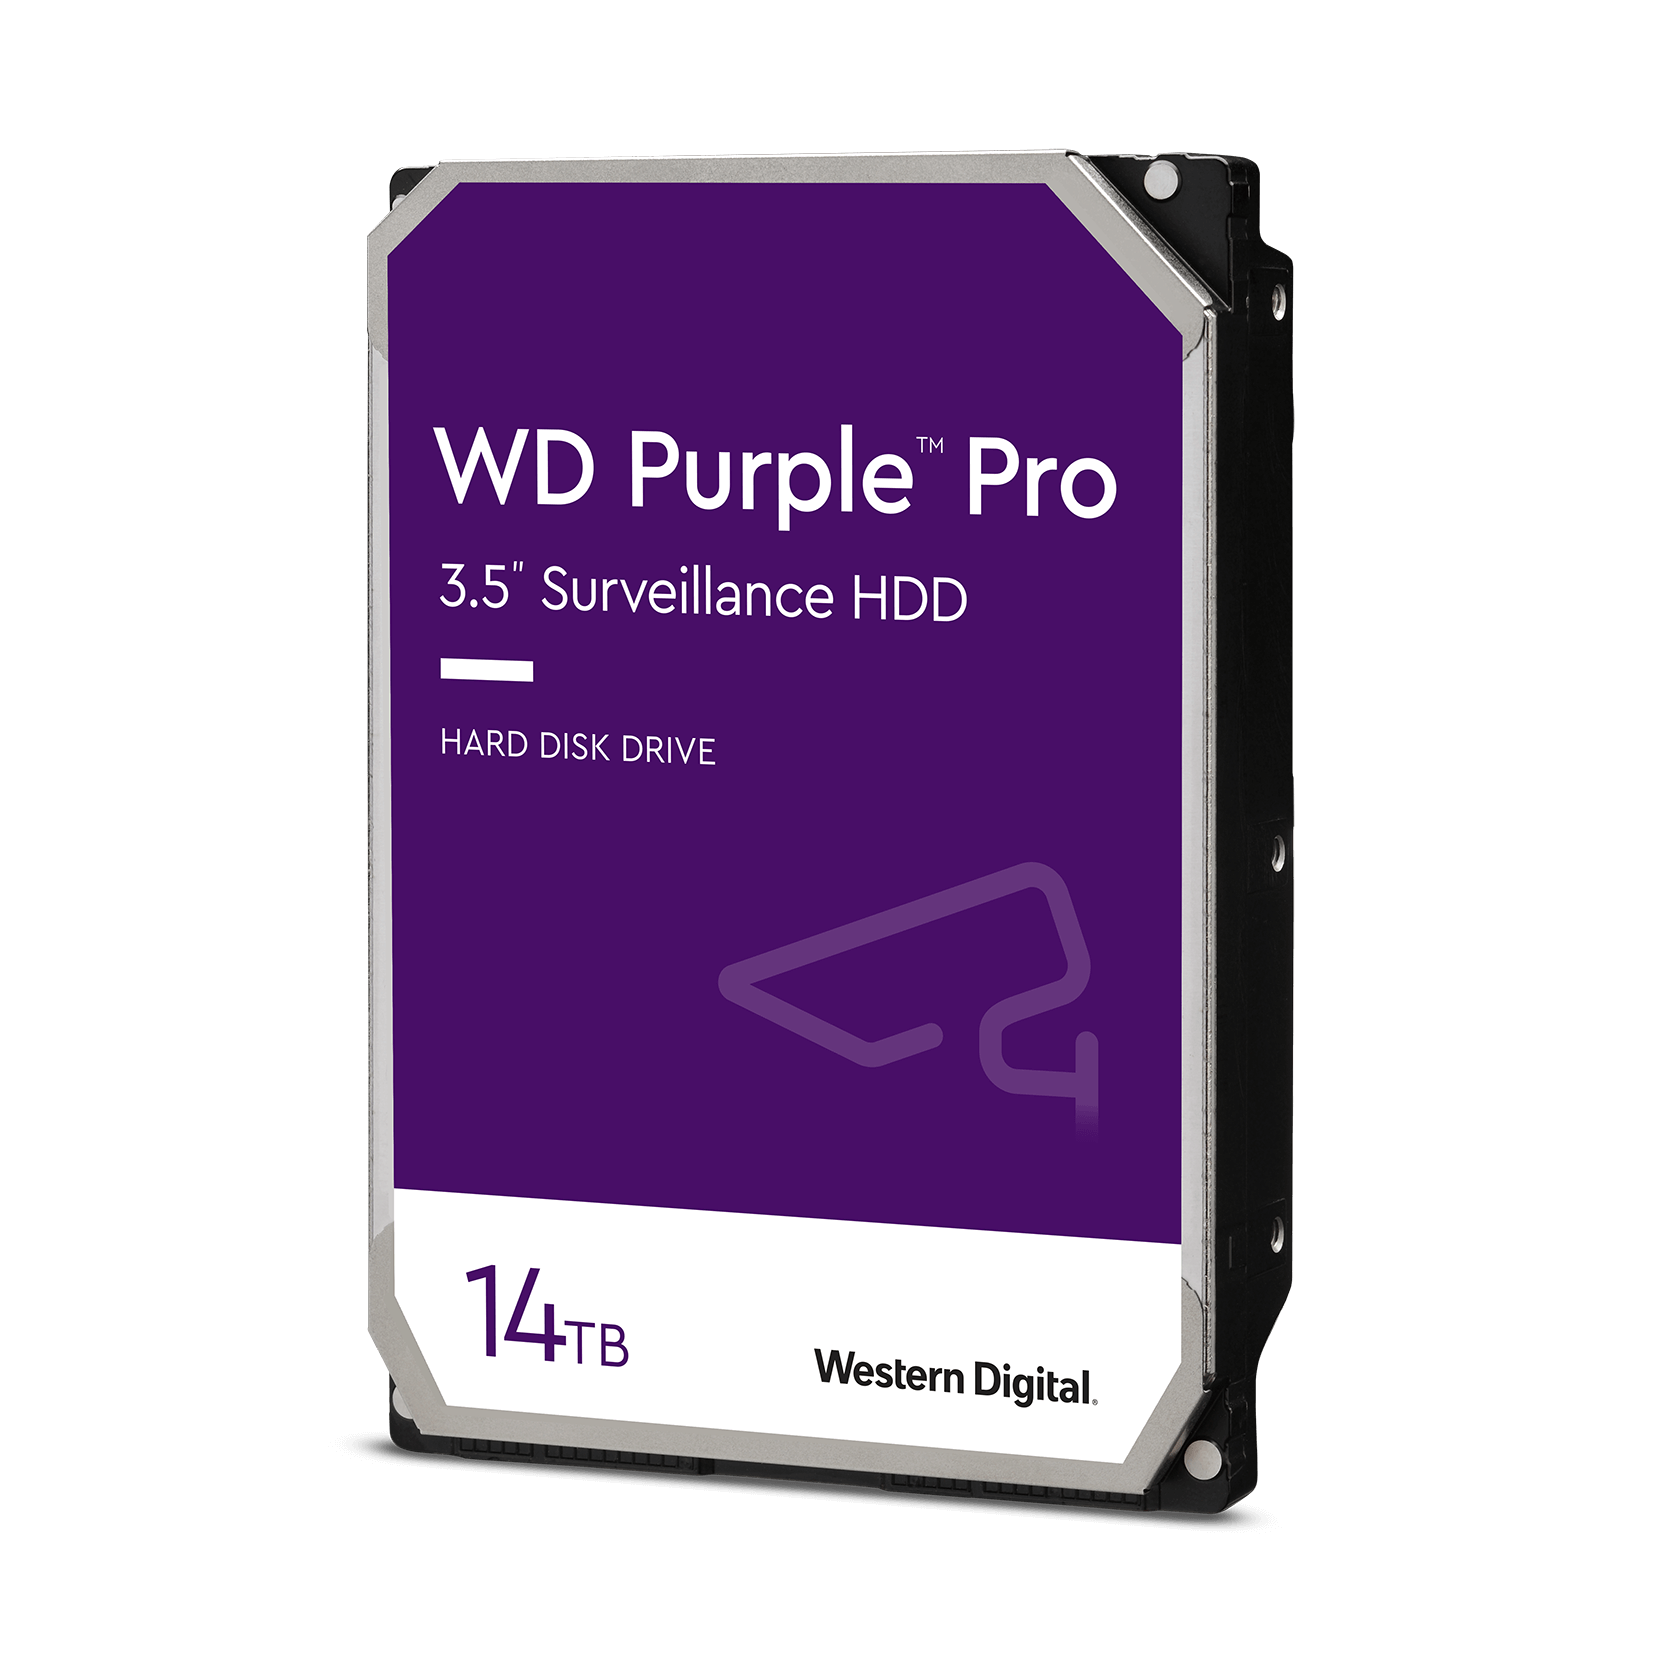 WD Purple™ Pro
3.5" Surveillance HDD
HARD DISK DRIVE
14TB
Western Digital®